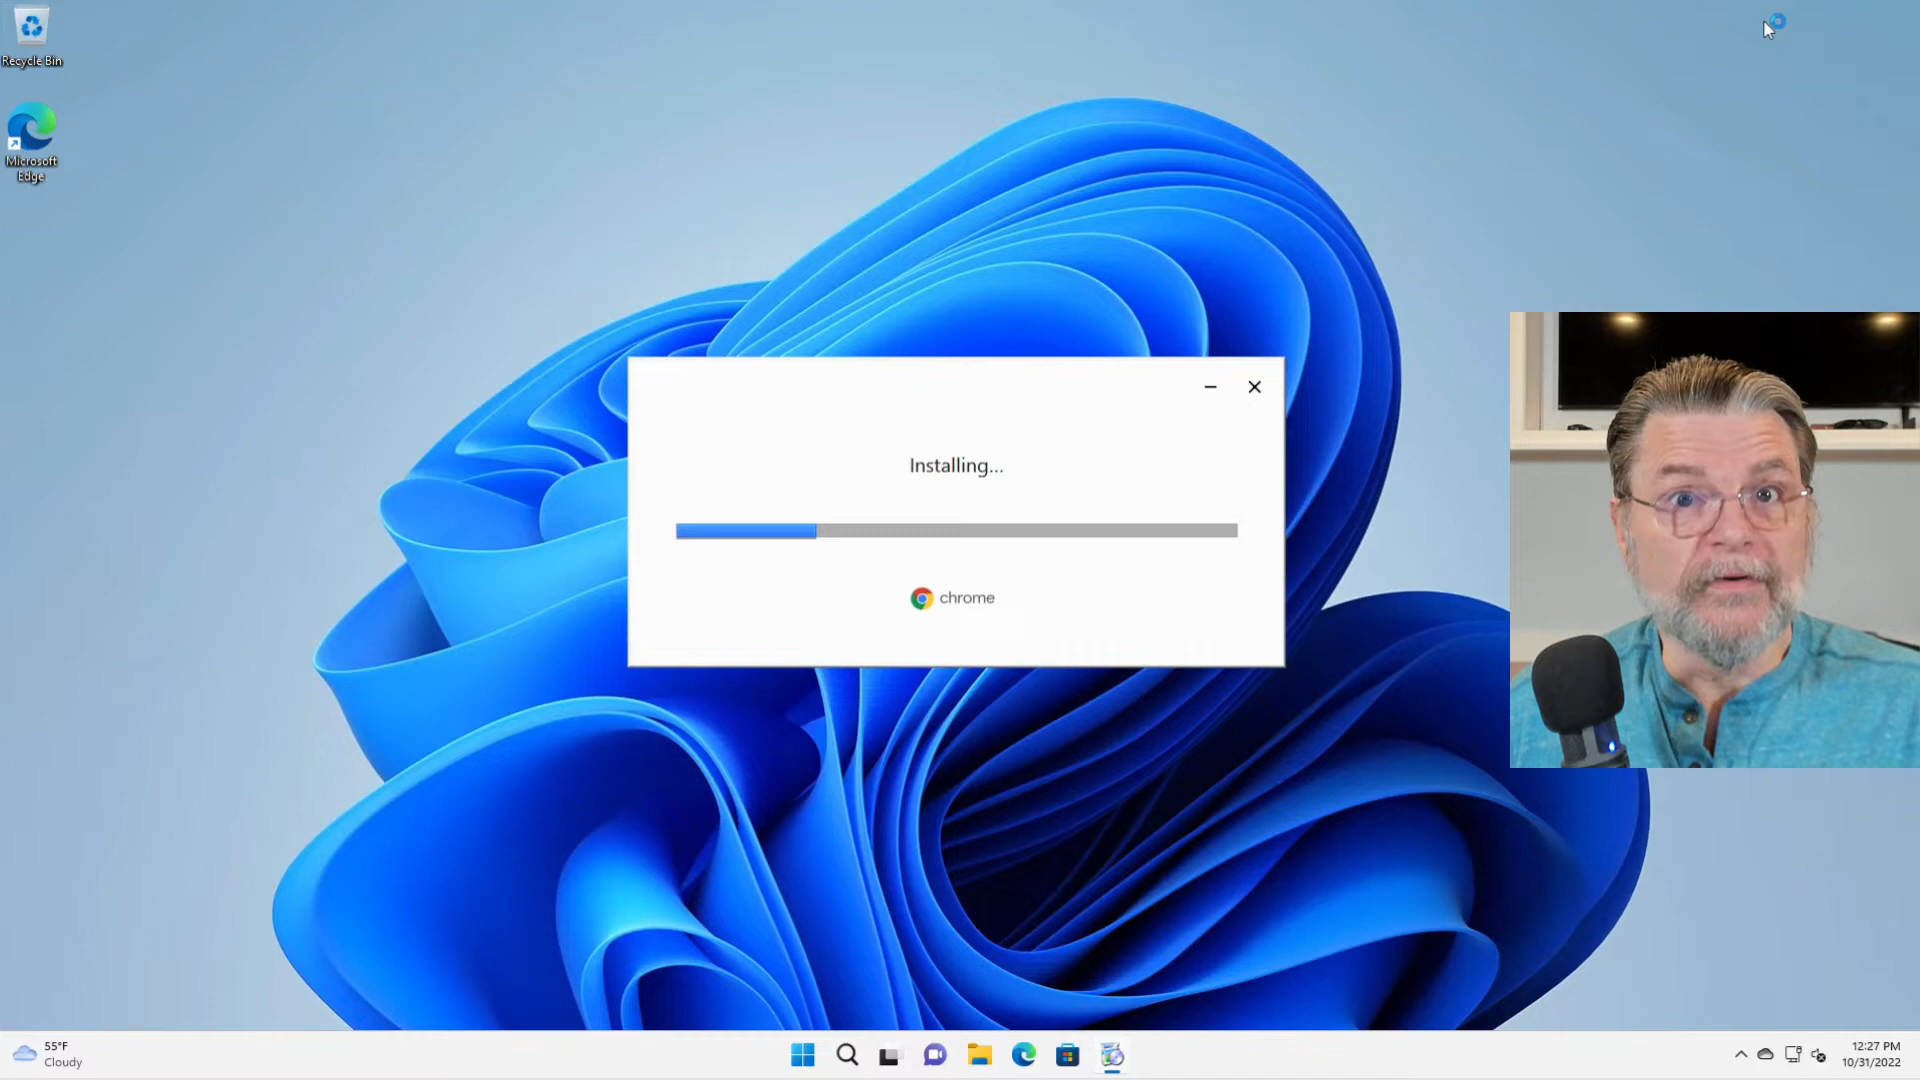 Recycle Bin
Microsoft
Edge
Installing...
chrome
55°F
Cloudy
12:27 PM
10/31/2022